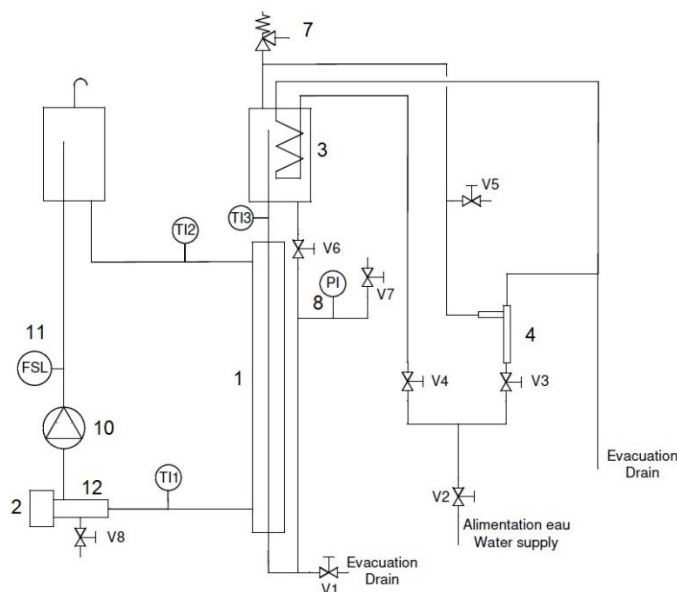 7
3
V5
TI3
TI2
V6
8
PI
V7
11
4
FSL
1
V4
V3
10
Evacuation
Drain
12
TI1
V2
2
V8
Alimentation eau
Water supply
Evacuation
Drain
V1